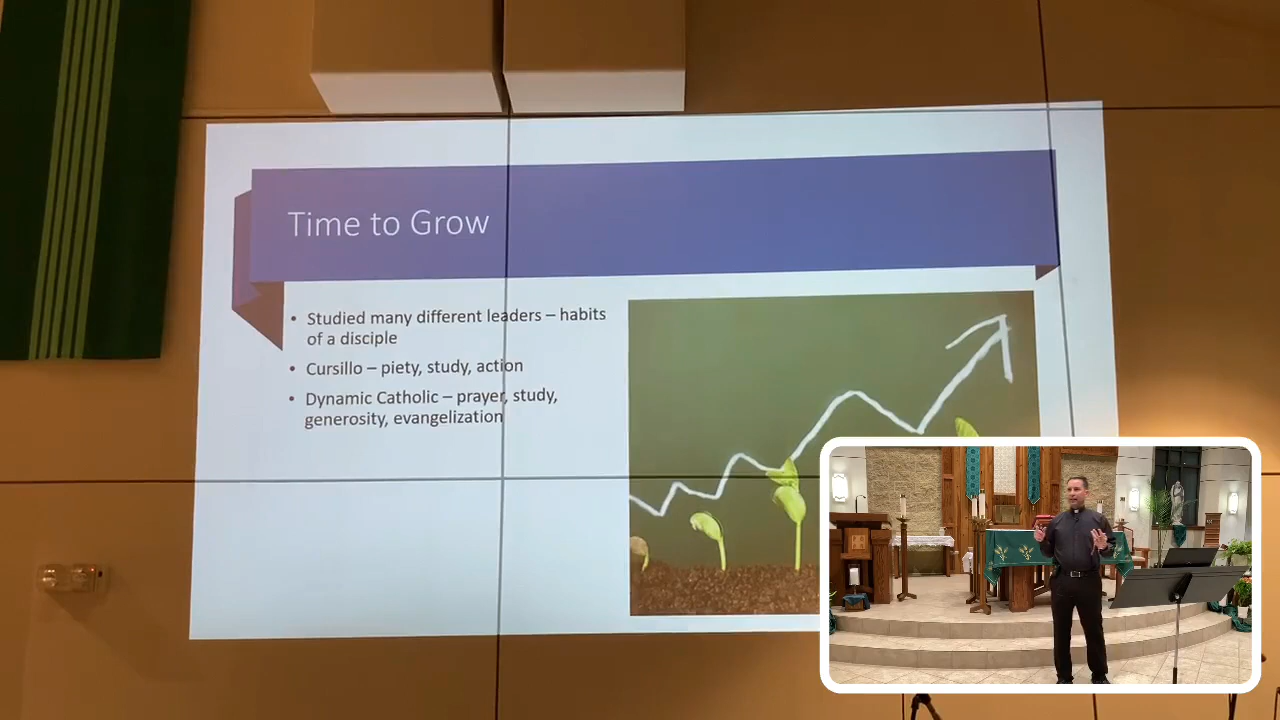 Time to Grow
• Studied many different leaders – habits
of a disciple
• Cursillo – piety, study, action
• Dynamic Catholic – prayer, study,
generosity, evangelization